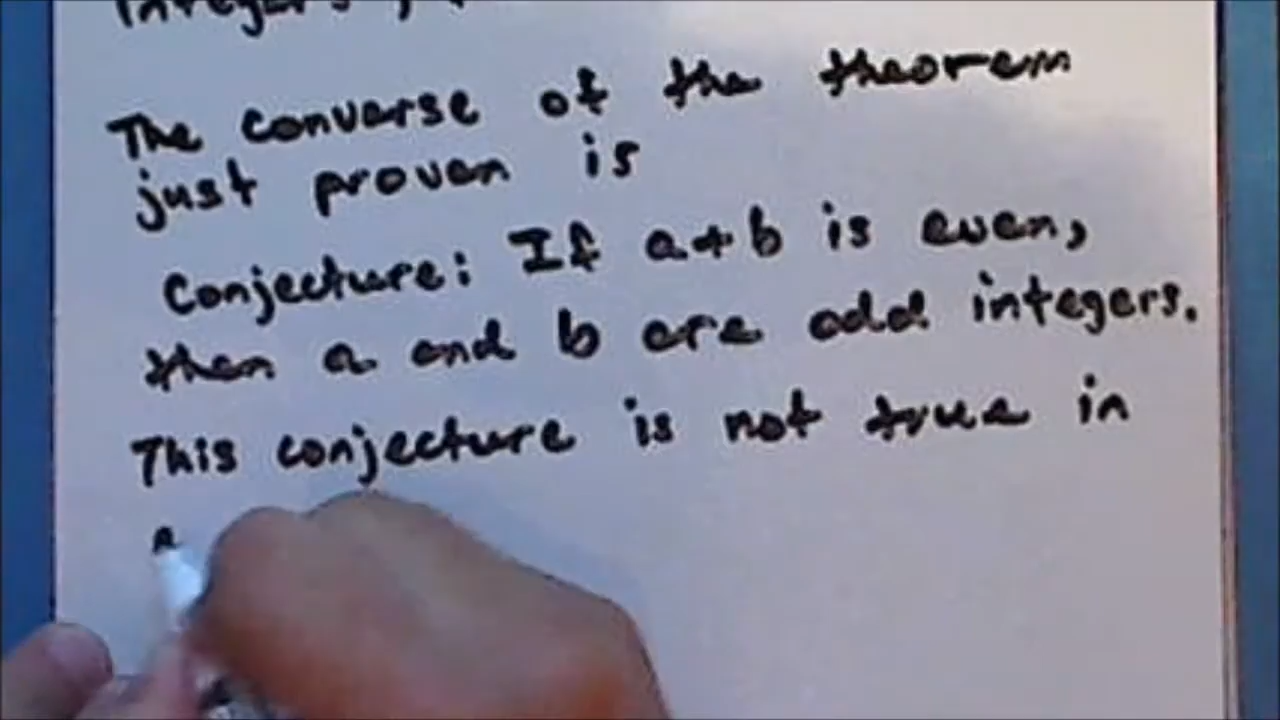 integers,
The converse of the theorem
just proven is
Conjecture: If a+b is even,
then a and b are odd integers.
This conjecture is not true in